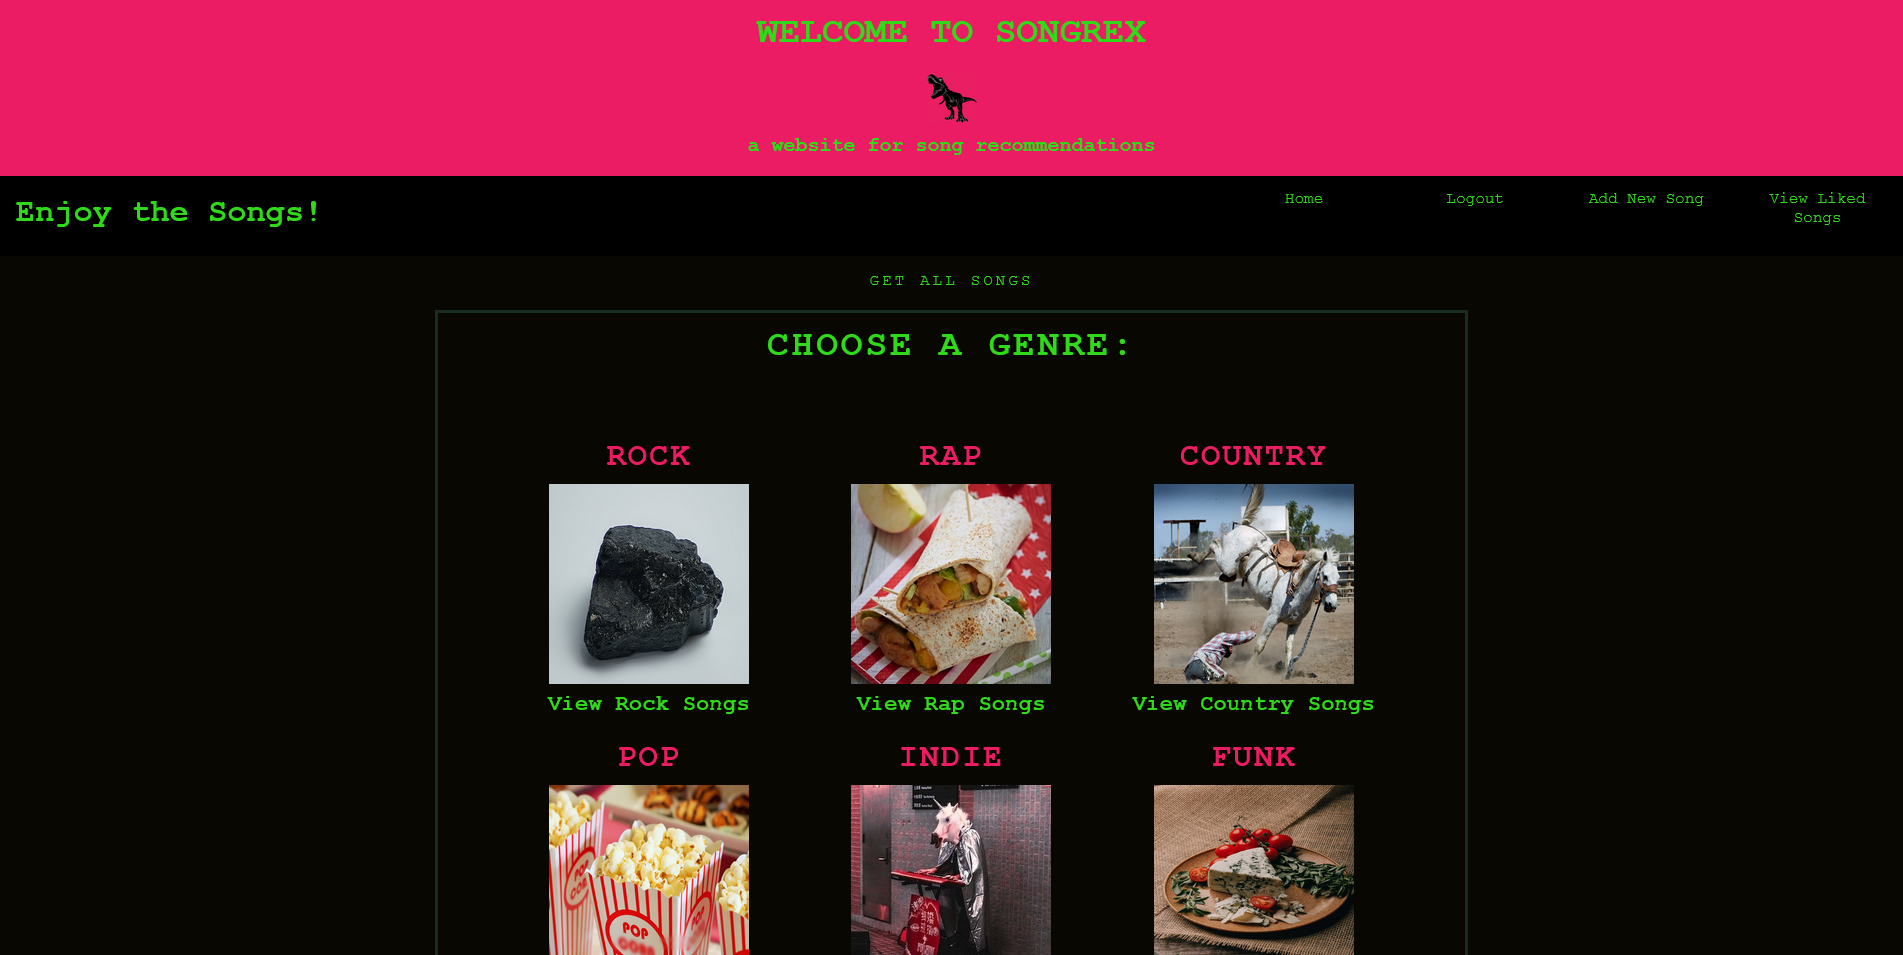 WELCOME TO SONGREX
a website for song recommendations
Enjoy the Songs!
Home
Logout
Add New Song
View Liked
Songs
GET ALL SONGS
CHOOSE A GENRE:
ROCK
RAP
COUNTRY
View Rock Songs
View Rap Songs
View Country Songs
POP
INDIE
FUNK
POP